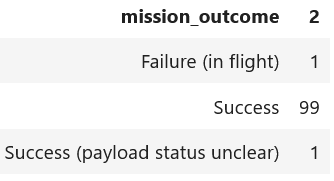 mission_outcome 2
Failure (in flight) 1
Success 99
Success (payload status unclear) 1